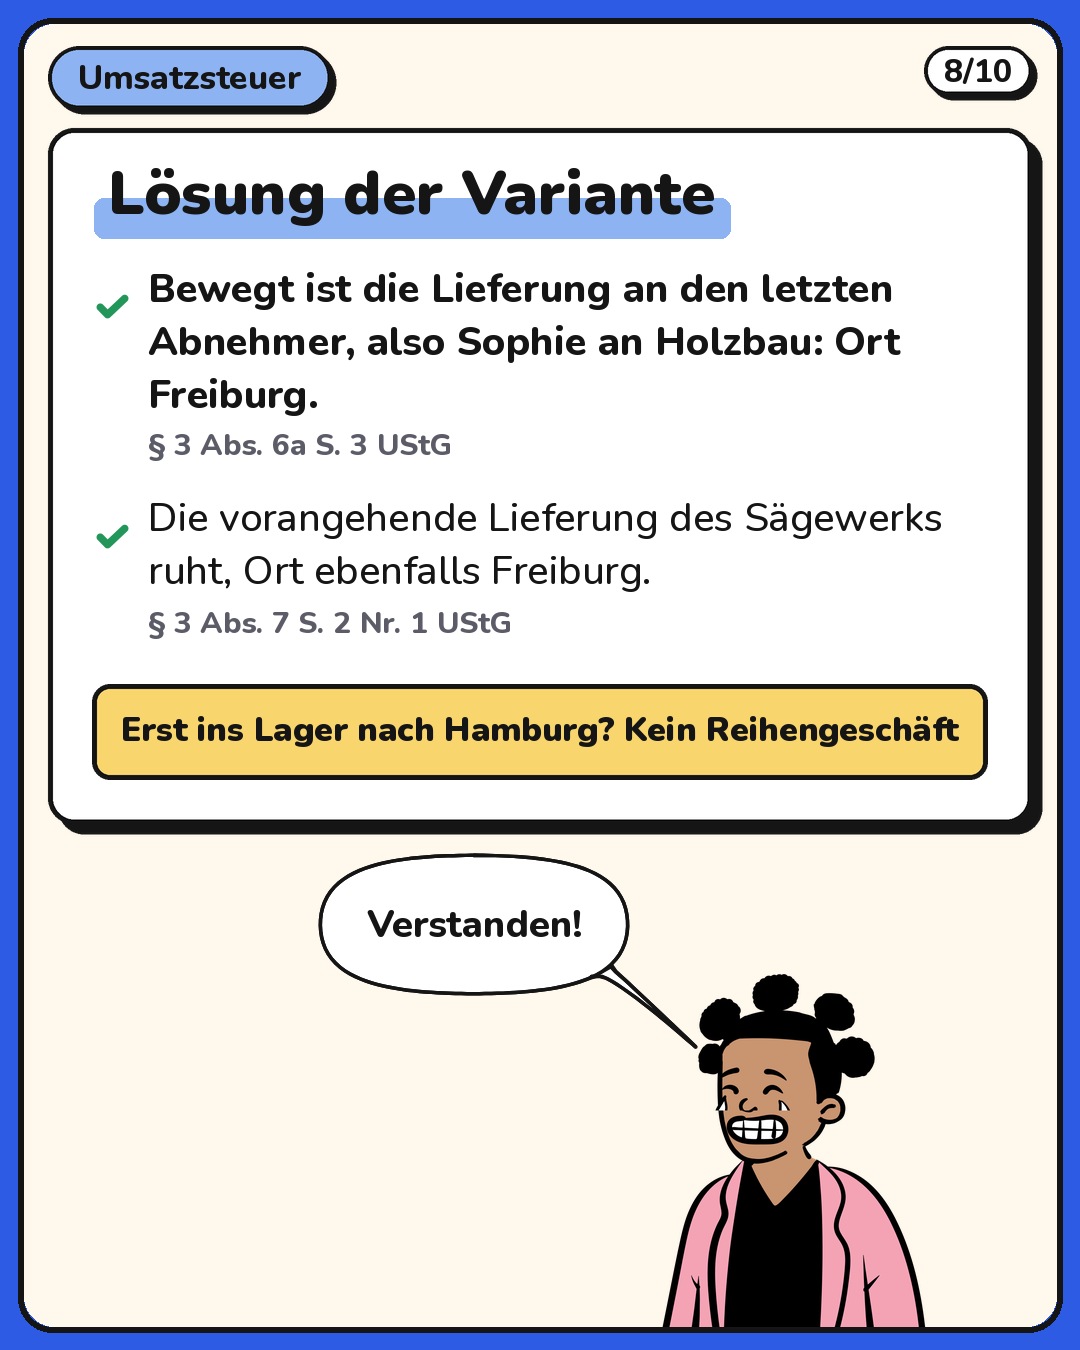 Umsatzsteuer
8/10
Lösung der Variante
Bewegt ist die Lieferung an den letzten
Abnehmer, also Sophie an Holzbau: Ort
Freiburg.
§ 3 Abs. 6a S. 3 UStG
Die vorangehende Lieferung des Sägewerks
ruht, Ort ebenfalls Freiburg.
§ 3 Abs. 7 S. 2 Nr. 1 UStG
Erst ins Lager nach Hamburg? Kein Reihengeschäft
Verstanden!